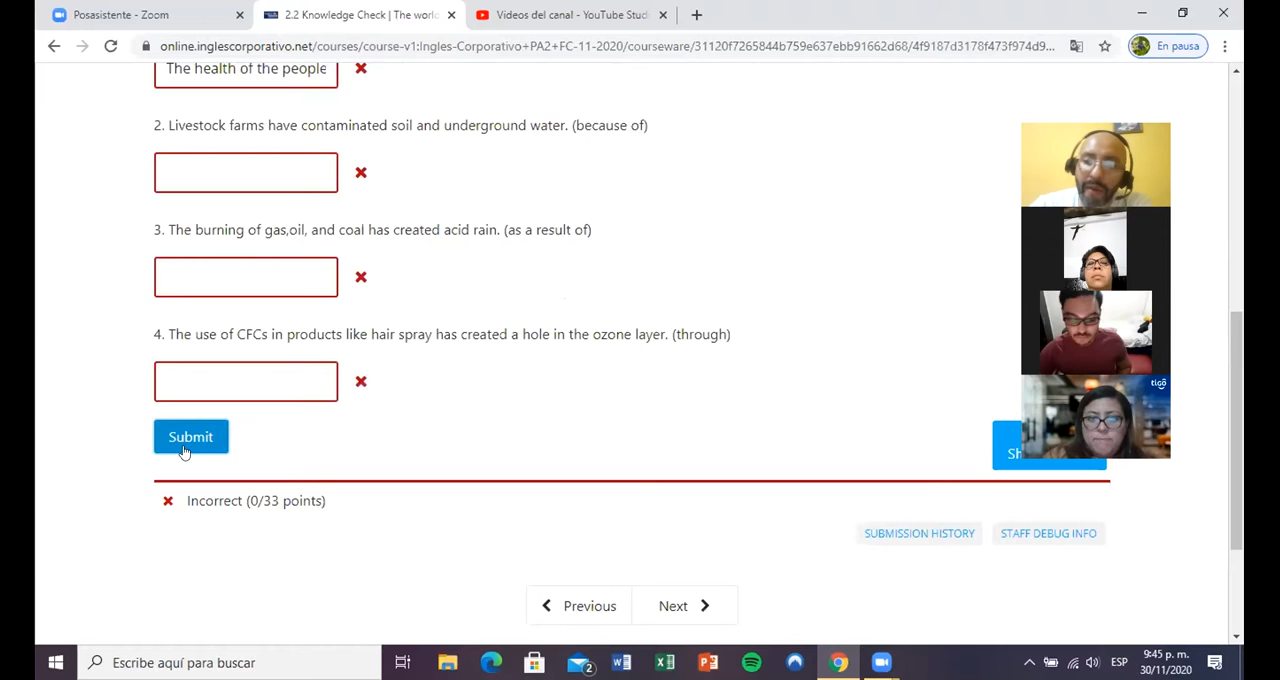 Posasistente - Zoom
2.2 Knowledge Check | The world
Videos del canal - YouTube Stud
online.inglescorporativo.net/courses/course-v1:Ingles-Corporativo+PA2+FC-11-2020/courseware/31120f7265844b759e637ebb91662d68/4f9187d3178f473f974d9...
En pausa
The health of the people
2. Livestock farms have contaminated soil and underground water. (because of)
3. The burning of gas,oil, and coal has created acid rain. (as a result of)
4. The use of CFCs in products like hair spray has created a hole in the ozone layer. (through)
tigo
Submit
Sh
Incorrect (0/33 points)
SUBMISSION HISTORY
STAFF DEBUG INFO
Previous
Next
Escribe aquí para buscar
2
ESP
9:45 p. m.
30/11/2020